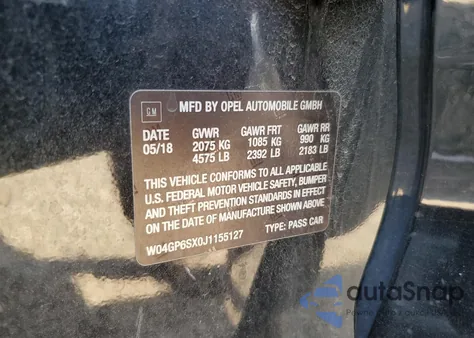 GM
MFD BY OPEL AUTOMOBILE GMBH
DATE GVWR GAWR FRT GAWR RR
05/18 2075 KG 1085 KG 990 KG
4575 LB 2392 LB 2183 LB
THIS VEHICLE CONFORMS TO ALL APPLICABLE
U.S. FEDERAL MOTOR VEHICLE SAFETY, BUMPER
AND THEFT PREVENTION STANDARDS IN EFFECT
ON THE DATE OF MANUFACTURE SHOWN ABOVE.
W04GP6SX0J1155127 TYPE: PASS CAR
autoSnap